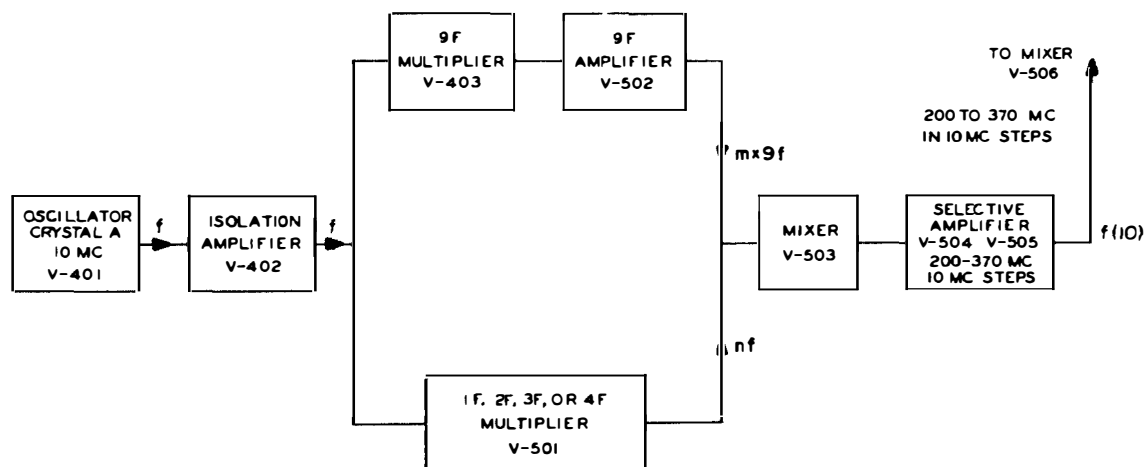 9F
MULTIPLIER
V-403
9F
AMPLIFIER
V-502
TO MIXER
V-506
200 TO 370 MC
IN 10 MC STEPS
m×9f
OSCILLATOR
CRYSTAL A
10 MC
V-401
f
ISOLATION
AMPLIFIER
V-402
f
MIXER
V-503
SELECTIVE
AMPLIFIER
V-504 V-505
200-370 MC
10 MC STEPS
f(10)
nf
1F, 2F, 3F, OR 4F
MULTIPLIER
V-501